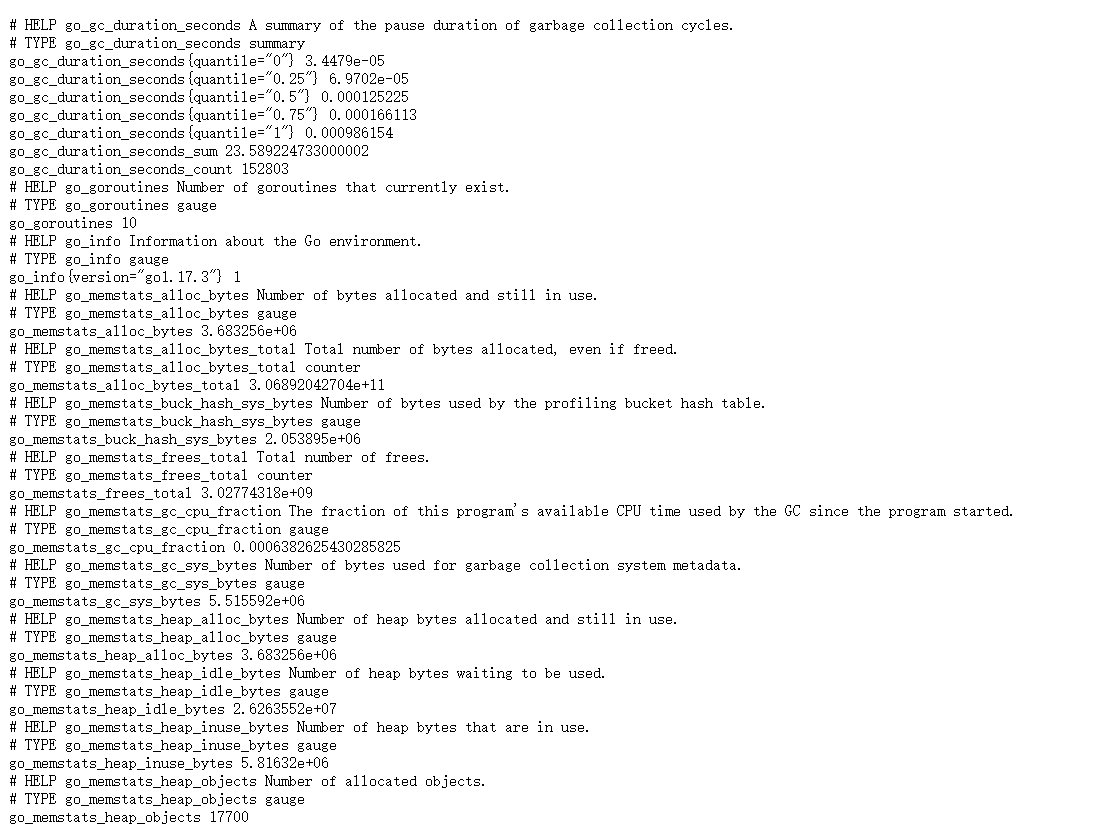 # HELP go_gc_duration_seconds A summary of the pause duration of garbage collection cycles.
# TYPE go_gc_duration_seconds summary
go_gc_duration_seconds{quantile="0"} 3.4479e-05
go_gc_duration_seconds{quantile="0.25"} 6.9702e-05
go_gc_duration_seconds{quantile="0.5"} 0.000125225
go_gc_duration_seconds{quantile="0.75"} 0.000166113
go_gc_duration_seconds{quantile="1"} 0.000986154
go_gc_duration_seconds_sum 23.589224733000002
go_gc_duration_seconds_count 152803
# HELP go_goroutines Number of goroutines that currently exist.
# TYPE go_goroutines gauge
go_goroutines 10
# HELP go_info Information about the Go environment.
# TYPE go_info gauge
go_info{version="go1.17.3"} 1
# HELP go_memstats_alloc_bytes Number of bytes allocated and still in use.
# TYPE go_memstats_alloc_bytes gauge
go_memstats_alloc_bytes 3.683256e+06
# HELP go_memstats_alloc_bytes_total Total number of bytes allocated, even if freed.
# TYPE go_memstats_alloc_bytes_total counter
go_memstats_alloc_bytes_total 3.06892042704e+11
# HELP go_memstats_buck_hash_sys_bytes Number of bytes used by the profiling bucket hash table.
# TYPE go_memstats_buck_hash_sys_bytes gauge
go_memstats_buck_hash_sys_bytes 2.053895e+06
# HELP go_memstats_frees_total Total number of frees.
# TYPE go_memstats_frees_total counter
go_memstats_frees_total 3.02774318e+09
# HELP go_memstats_gc_cpu_fraction The fraction of this program's available CPU time used by the GC since the program started.
# TYPE go_memstats_gc_cpu_fraction gauge
go_memstats_gc_cpu_fraction 0.0006382625430285825
# HELP go_memstats_gc_sys_bytes Number of bytes used for garbage collection system metadata.
# TYPE go_memstats_gc_sys_bytes gauge
go_memstats_gc_sys_bytes 5.515592e+06
# HELP go_memstats_heap_alloc_bytes Number of heap bytes allocated and still in use.
# TYPE go_memstats_heap_alloc_bytes gauge
go_memstats_heap_alloc_bytes 3.683256e+06
# HELP go_memstats_heap_idle_bytes Number of heap bytes waiting to be used.
# TYPE go_memstats_heap_idle_bytes gauge
go_memstats_heap_idle_bytes 2.6263552e+07
# HELP go_memstats_heap_inuse_bytes Number of heap bytes that are in use.
# TYPE go_memstats_heap_inuse_bytes gauge
go_memstats_heap_inuse_bytes 5.81632e+06
# HELP go_memstats_heap_objects Number of allocated objects.
# TYPE go_memstats_heap_objects gauge
go_memstats_heap_objects 17700